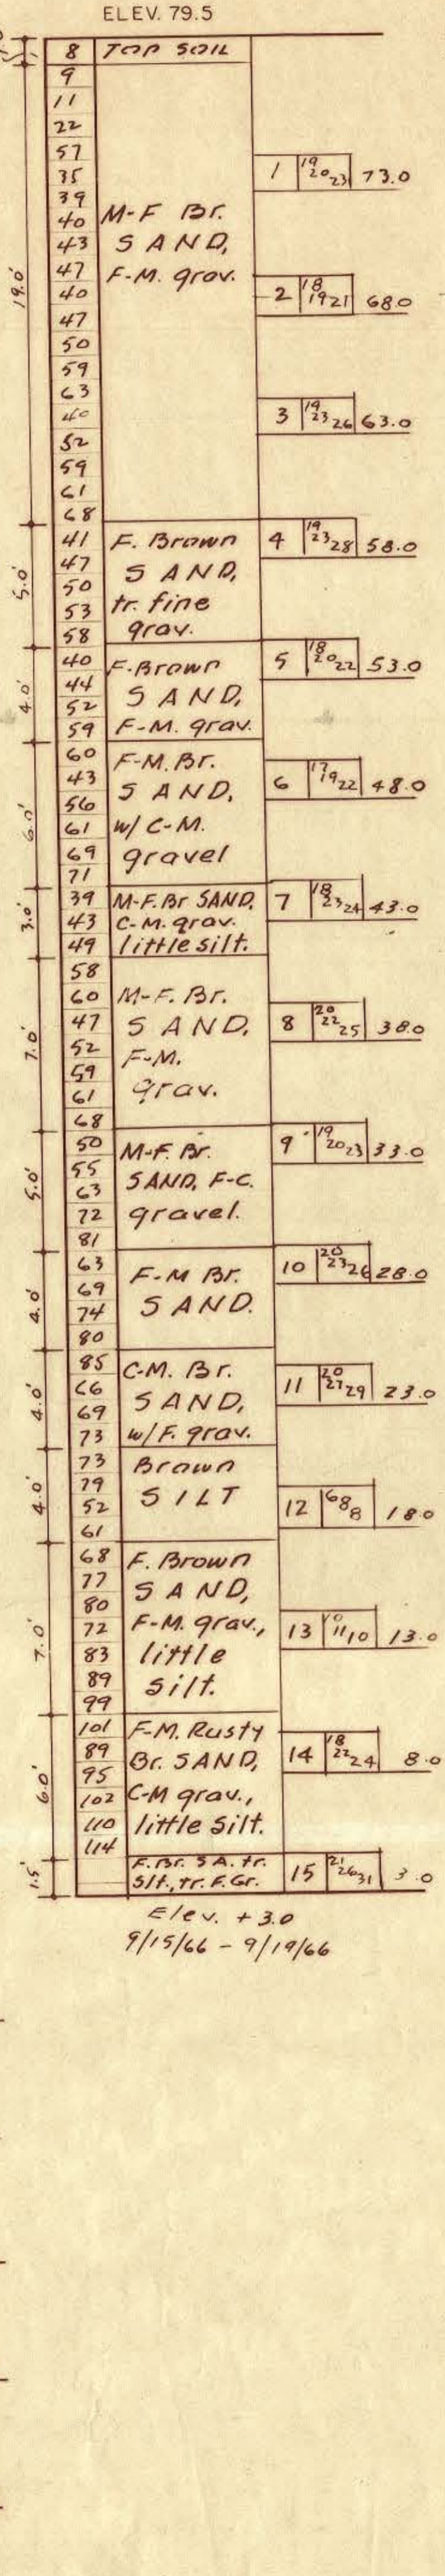 ELEV. 79.5
8 TOP SOIL
9
11
22
57
35
39
40
43
47
40
47
50
59
63
40
52
59
61
68
19.0'
M-F Br.
SAND,
F-M. grav.
1 19 20 23 73.0
2 18 19 21 68.0
3 19 23 26 63.0
41
47
50
53
58
5.0'
F. Brown
SAND,
tr. fine
grav.
4 19 23 28 58.0
40
44
52
59
4.0'
F. Brown
SAND,
F-M. grav.
5 18 20 22 53.0
60
43
56
61
69
71
6.0'
F-M. Br.
SAND,
w/ C-M.
gravel
6 17 19 22 48.0
39
43
49
3.0'
M-F. Br SAND,
C-M. grav.
little silt.
7 18 23 24 43.0
58
60
47
52
59
61
68
7.0'
M-F. Br.
SAND,
F-M.
grav.
8 20 22 25 38.0
50
55
63
72
81
5.0'
M-F. Br.
SAND, F-C.
gravel.
9 19 20 23 33.0
63
69
74
80
4.0'
F-M Br.
SAND.
10 20 23 26 28.0
85
66
69
73
4.0'
C-M. Br.
SAND,
w/F. grav.
11 20 27 29 23.0
73
79
52
61
4.0'
Brown
SILT
12 6 8 8 18.0
68
77
80
72
83
89
99
7.0'
F. Brown
SAND,
F-M. grav.,
little
silt.
13 11 10 13.0
101
89
95
102
110
114
6.0'
F-M. Rusty
Br. SAND,
C-M grav.,
little silt.
14 18 22 24 8.0
1.5'
F. Br. SA. tr.
Slt., tr. F. Gr.
15 21 26 31 3.0
Elev. +3.0
9/15/66 - 9/19/66